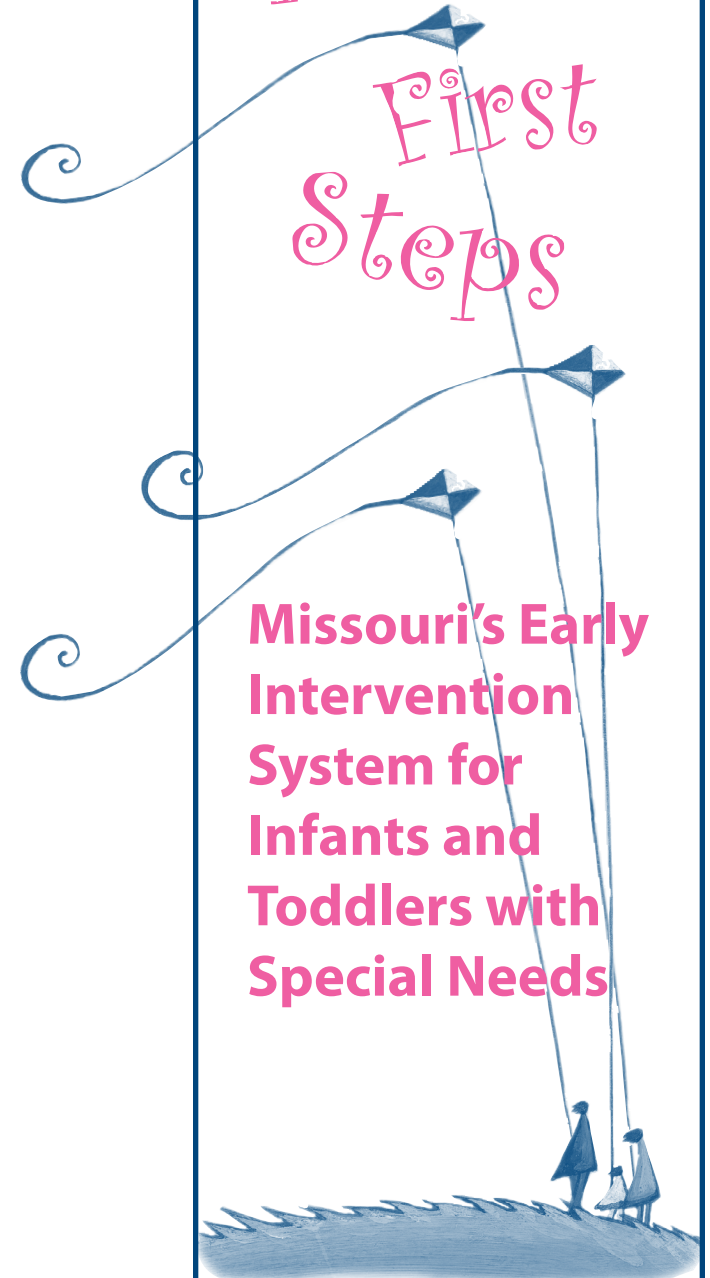 First
Steps
Missouri's Early
Intervention
System for
Infants and
Toddlers with
Special Needs